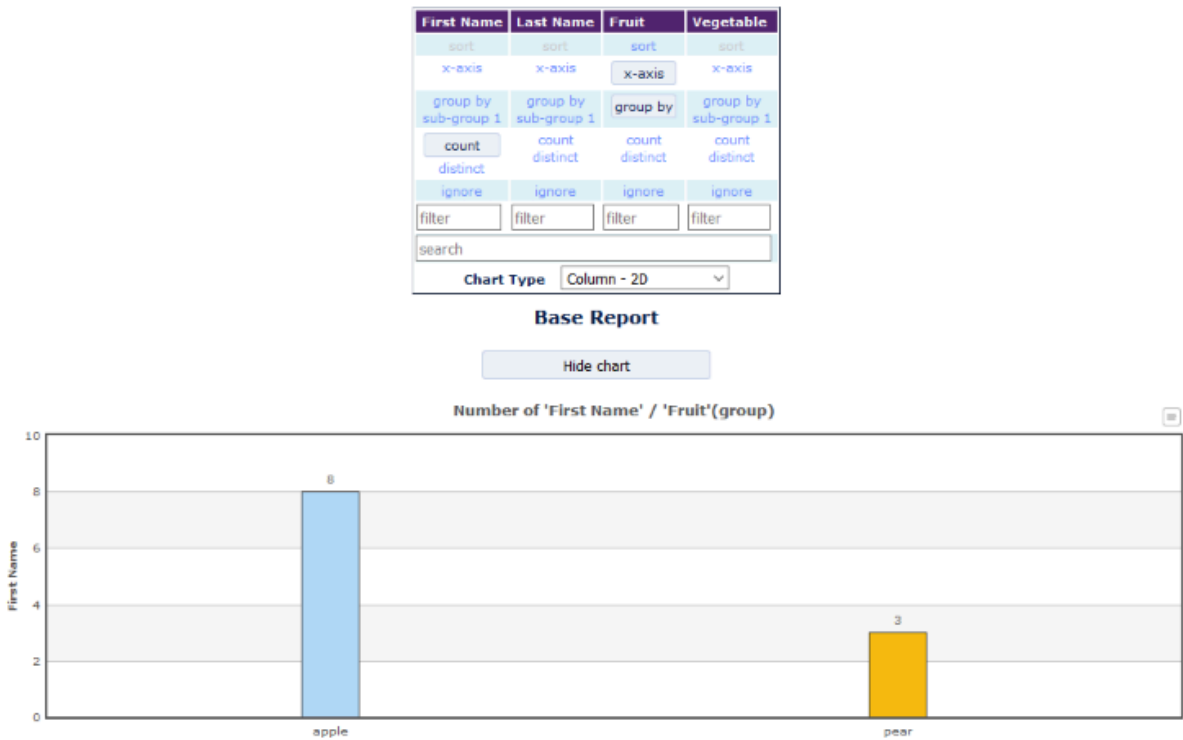 First Name Last Name Fruit Vegetable
sort sort sort sort
x-axis x-axis x-axis x-axis
group by group by group by group by
sub-group 1 sub-group 1 sub-group 1
count count count count
distinct distinct distinct distinct
ignore ignore ignore ignore
filter filter filter filter
search
Chart Type Column - 2D
Base Report
Hide chart
Number of 'First Name' / 'Fruit'(group)
10
8
8
6
First Name
4
3
2
0
apple pear